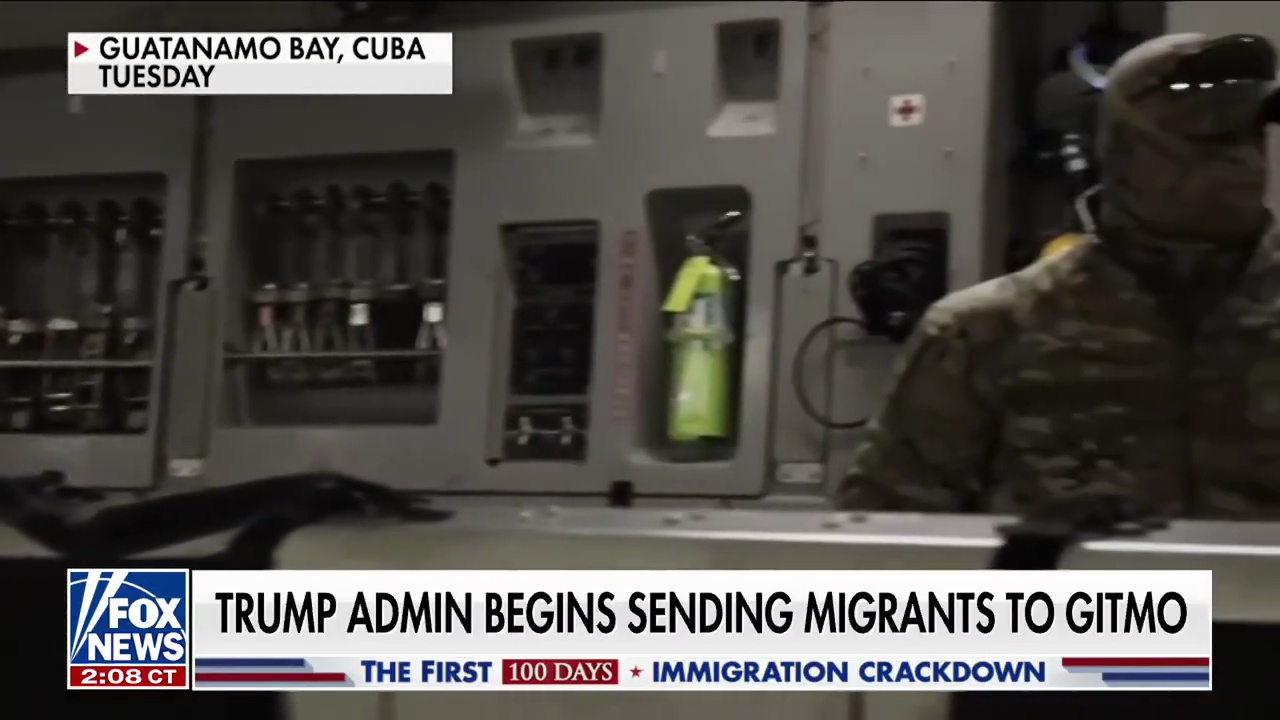 GUATANAMO BAY, CUBA
TUESDAY
TRUMP ADMIN BEGINS SENDING MIGRANTS TO GITMO
FOX
NEWS
2:08 CT
THE FIRST 100 DAYS IMMIGRATION CRACKDOWN